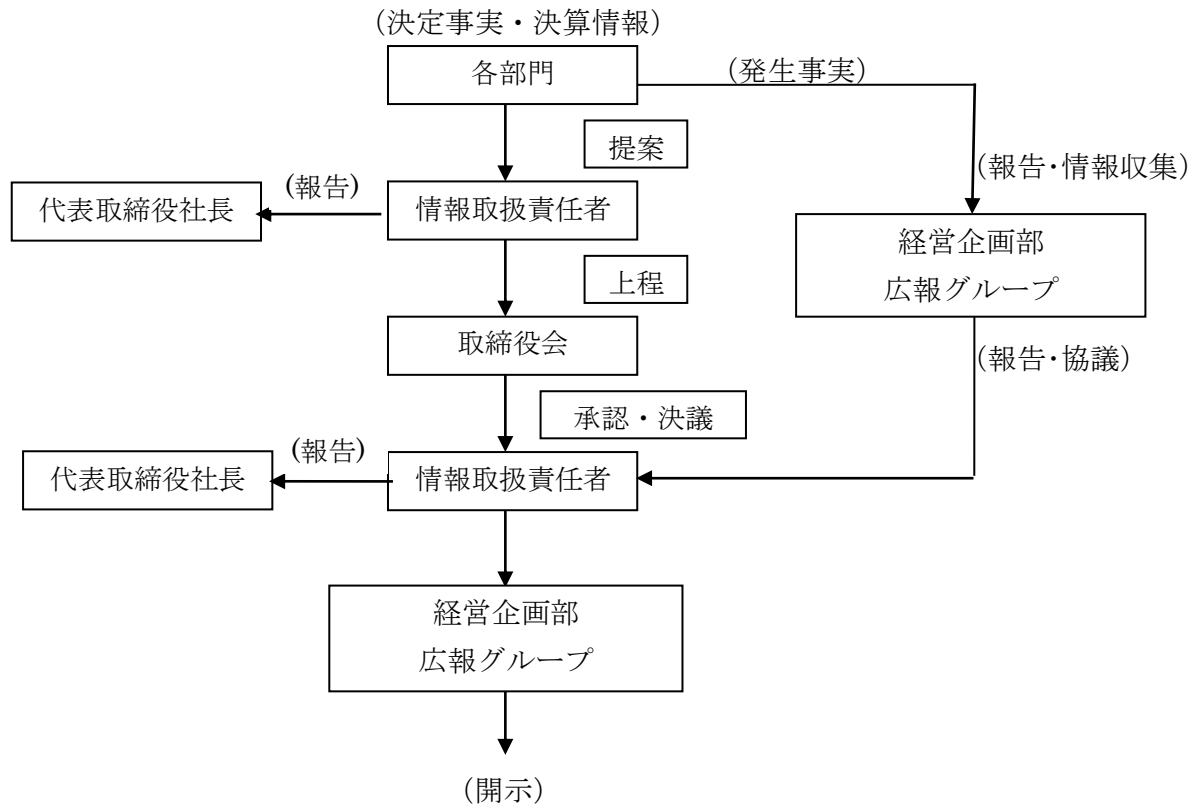 (決定事実・決算情報)
各部門
(発生事実)
提案
(報告・情報収集)
(報告)
代表取締役社長
情報取扱責任者
経営企画部
広報グループ
上程
取締役会
(報告・協議)
承認・決議
(報告)
代表取締役社長
情報取扱責任者
経営企画部
広報グループ
(開示)